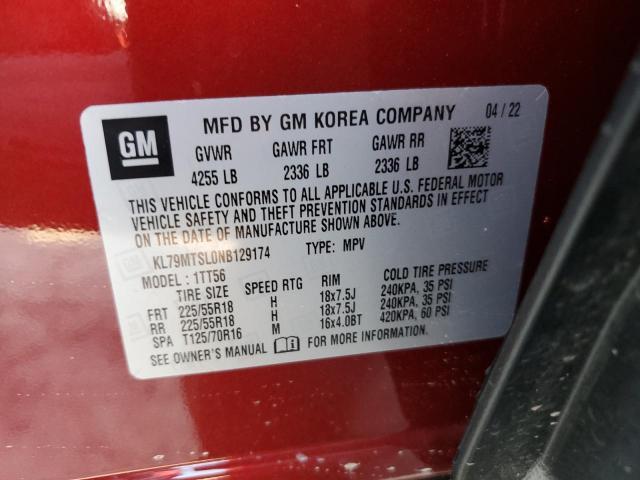 GM
MFD BY GM KOREA COMPANY 04 / 22
GVWR GAWR FRT GAWR RR
4255 LB 2336 LB 2336 LB
THIS VEHICLE CONFORMS TO ALL APPLICABLE U.S. FEDERAL MOTOR
VEHICLE SAFETY AND THEFT PREVENTION STANDARDS IN EFFECT
ON THE DATE OF MANUFACTURE SHOWN ABOVE.
KL79MTSL0NB129174 TYPE: MPV
MODEL: 1TT56
TIRE SIZE SPEED RTG RIM COLD TIRE PRESSURE
FRT 225/55R18 H 18x7.5J 240KPA, 35 PSI
RR 225/55R18 H 18x7.5J 240KPA, 35 PSI
SPA T125/70R16 M 16x4.0BT 420KPA, 60 PSI
SEE OWNER'S MANUAL FOR MORE INFORMATION.